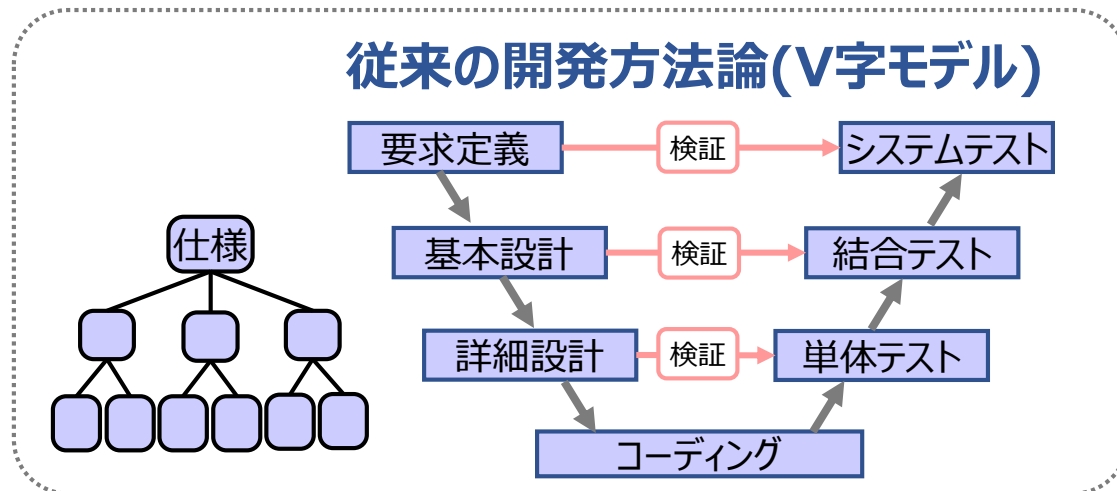 従来の開発方法論(V字モデル)
要求定義
検証
システムテスト
仕様
基本設計
検証
結合テスト
詳細設計
検証
単体テスト
コーディング